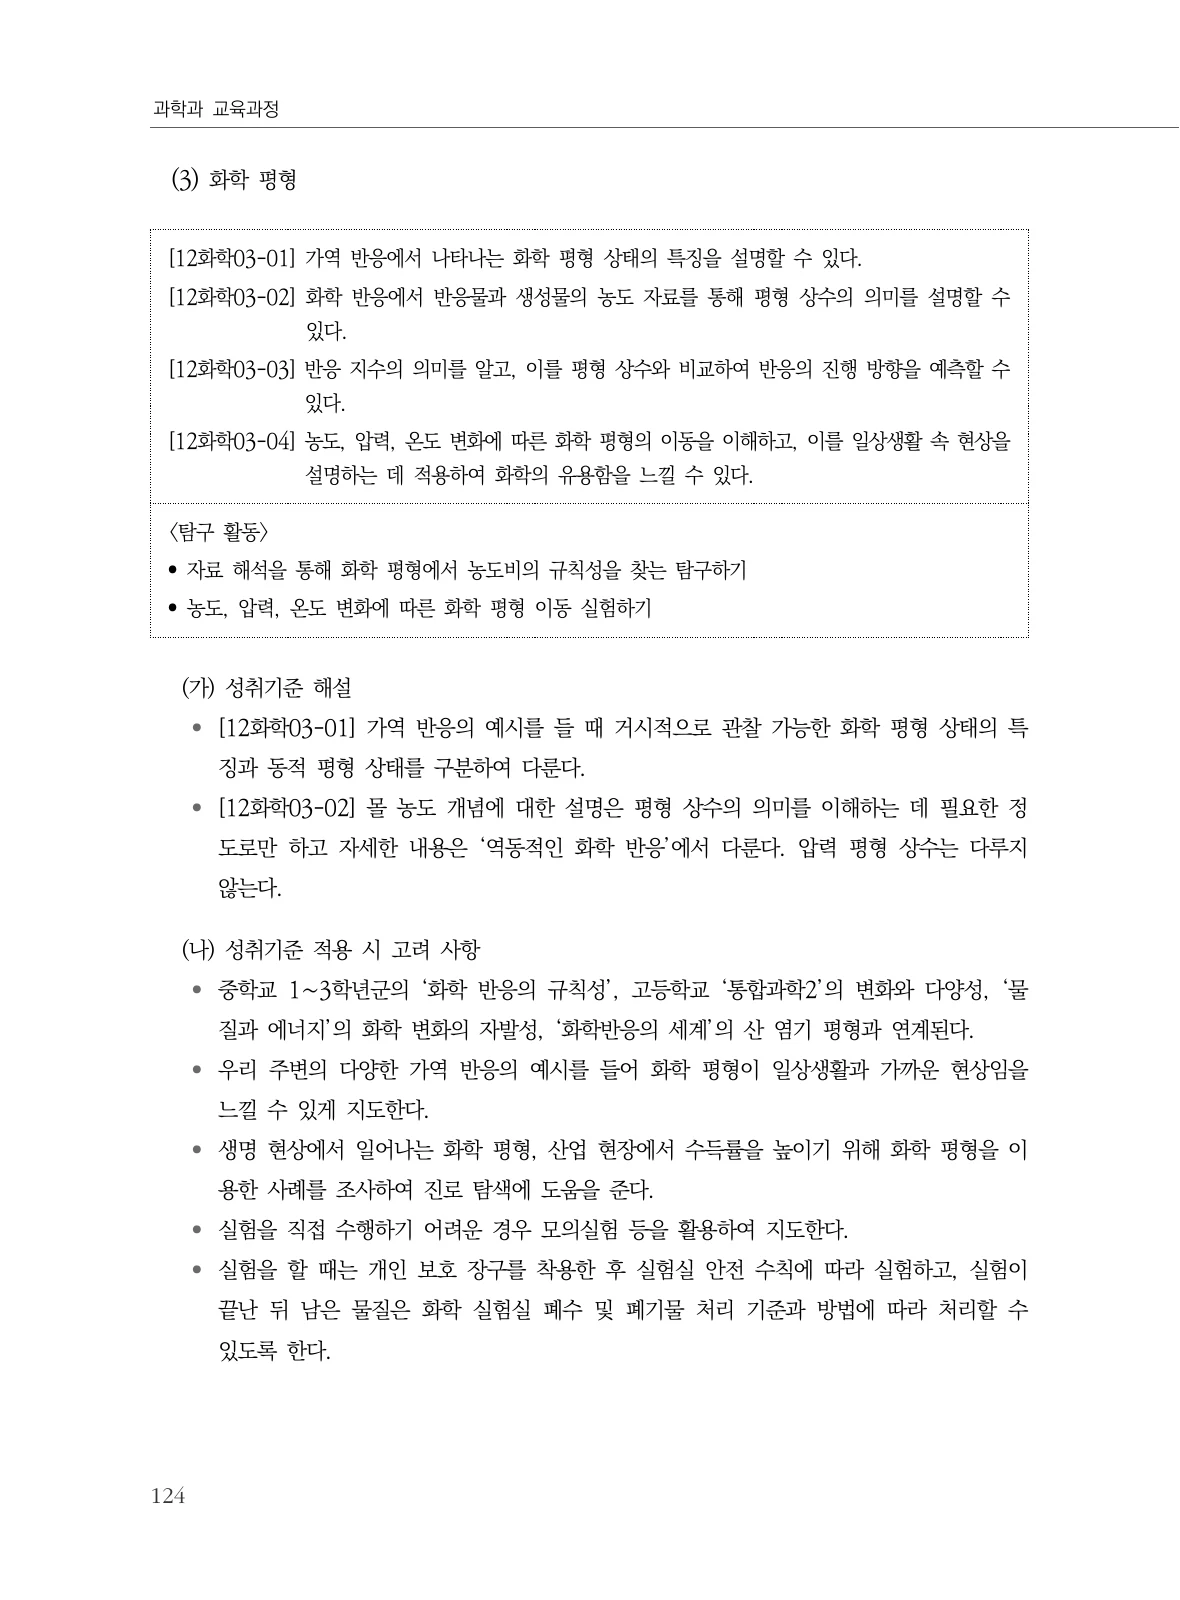 과학과 교육과정
(3) 화학 평형
[12화학03-01] 가역 반응에서 나타나는 화학 평형 상태의 특징을 설명할 수 있다.
[12화학03-02] 화학 반응에서 반응물과 생성물의 농도 자료를 통해 평형 상수의 의미를 설명할 수
있다.
[12화학03-03] 반응 지수의 의미를 알고, 이를 평형 상수와 비교하여 반응의 진행 방향을 예측할 수
있다.
[12화학03-04] 농도, 압력, 온도 변화에 따른 화학 평형의 이동을 이해하고, 이를 일상생활 속 현상을
설명하는 데 적용하여 화학의 유용함을 느낄 수 있다.
〈탐구 활동〉
• 자료 해석을 통해 화학 평형에서 농도비의 규칙성을 찾는 탐구하기
• 농도, 압력, 온도 변화에 따른 화학 평형 이동 실험하기
(가) 성취기준 해설
• [12화학03-01] 가역 반응의 예시를 들 때 거시적으로 관찰 가능한 화학 평형 상태의 특
징과 동적 평형 상태를 구분하여 다룬다.
• [12화학03-02] 몰 농도 개념에 대한 설명은 평형 상수의 의미를 이해하는 데 필요한 정
도로만 하고 자세한 내용은 ‘역동적인 화학 반응’에서 다룬다. 압력 평형 상수는 다루지
않는다.
(나) 성취기준 적용 시 고려 사항
• 중학교 1~3학년군의 ‘화학 반응의 규칙성’, 고등학교 ‘통합과학2’의 변화와 다양성, ‘물
질과 에너지’의 화학 변화의 자발성, ‘화학반응의 세계’의 산 염기 평형과 연계된다.
• 우리 주변의 다양한 가역 반응의 예시를 들어 화학 평형이 일상생활과 가까운 현상임을
느낄 수 있게 지도한다.
• 생명 현상에서 일어나는 화학 평형, 산업 현장에서 수득률을 높이기 위해 화학 평형을 이
용한 사례를 조사하여 진로 탐색에 도움을 준다.
• 실험을 직접 수행하기 어려운 경우 모의실험 등을 활용하여 지도한다.
• 실험을 할 때는 개인 보호 장구를 착용한 후 실험실 안전 수칙에 따라 실험하고, 실험이
끝난 뒤 남은 물질은 화학 실험실 폐수 및 폐기물 처리 기준과 방법에 따라 처리할 수
있도록 한다.
124